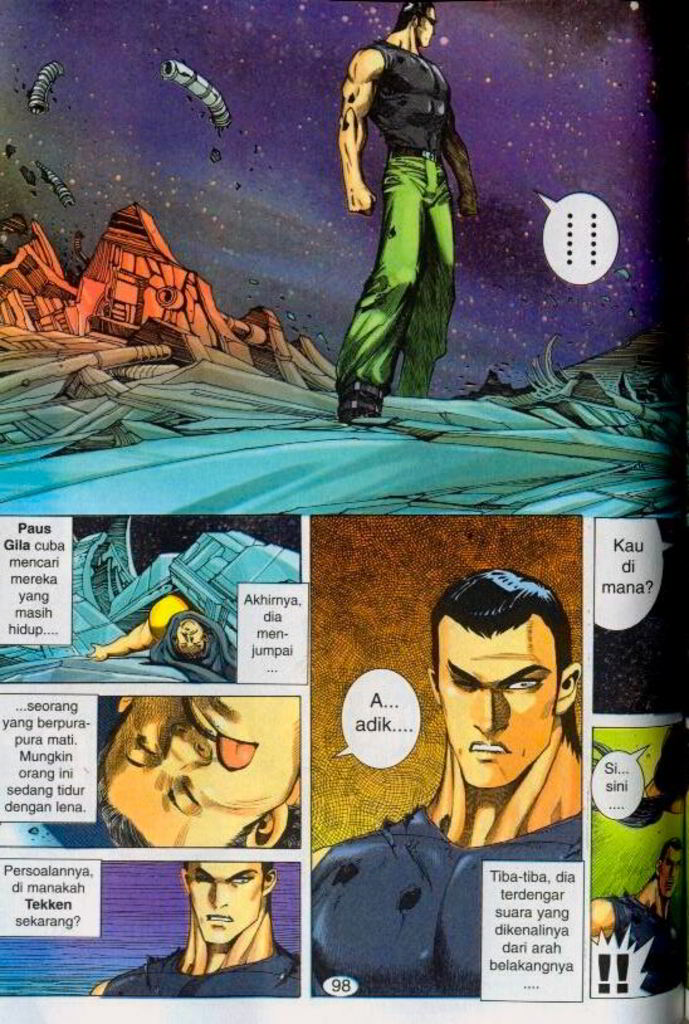 : :
Paus
Gila cuba
mencari
mereka
yang
masih
hidup....
Akhirnya,
dia
men-
jumpai
...
...seorang
yang berpura-
pura mati.
Mungkin
orang ini
sedang tidur
dengan lena.
Persoalannya,
di manakah
Tekken
sekarang?
A...
adik....
Tiba-tiba, dia
terdengar
suara yang
dikenalinya
dari arah
belakangnya
....
Kau
di
mana?
Si...
sini
....
!!
98